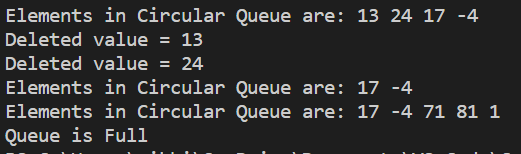 Elements in Circular Queue are: 13 24 17 -4
Deleted value = 13
Deleted value = 24
Elements in Circular Queue are: 17 -4
Elements in Circular Queue are: 17 -4 71 81 1
Queue is Full